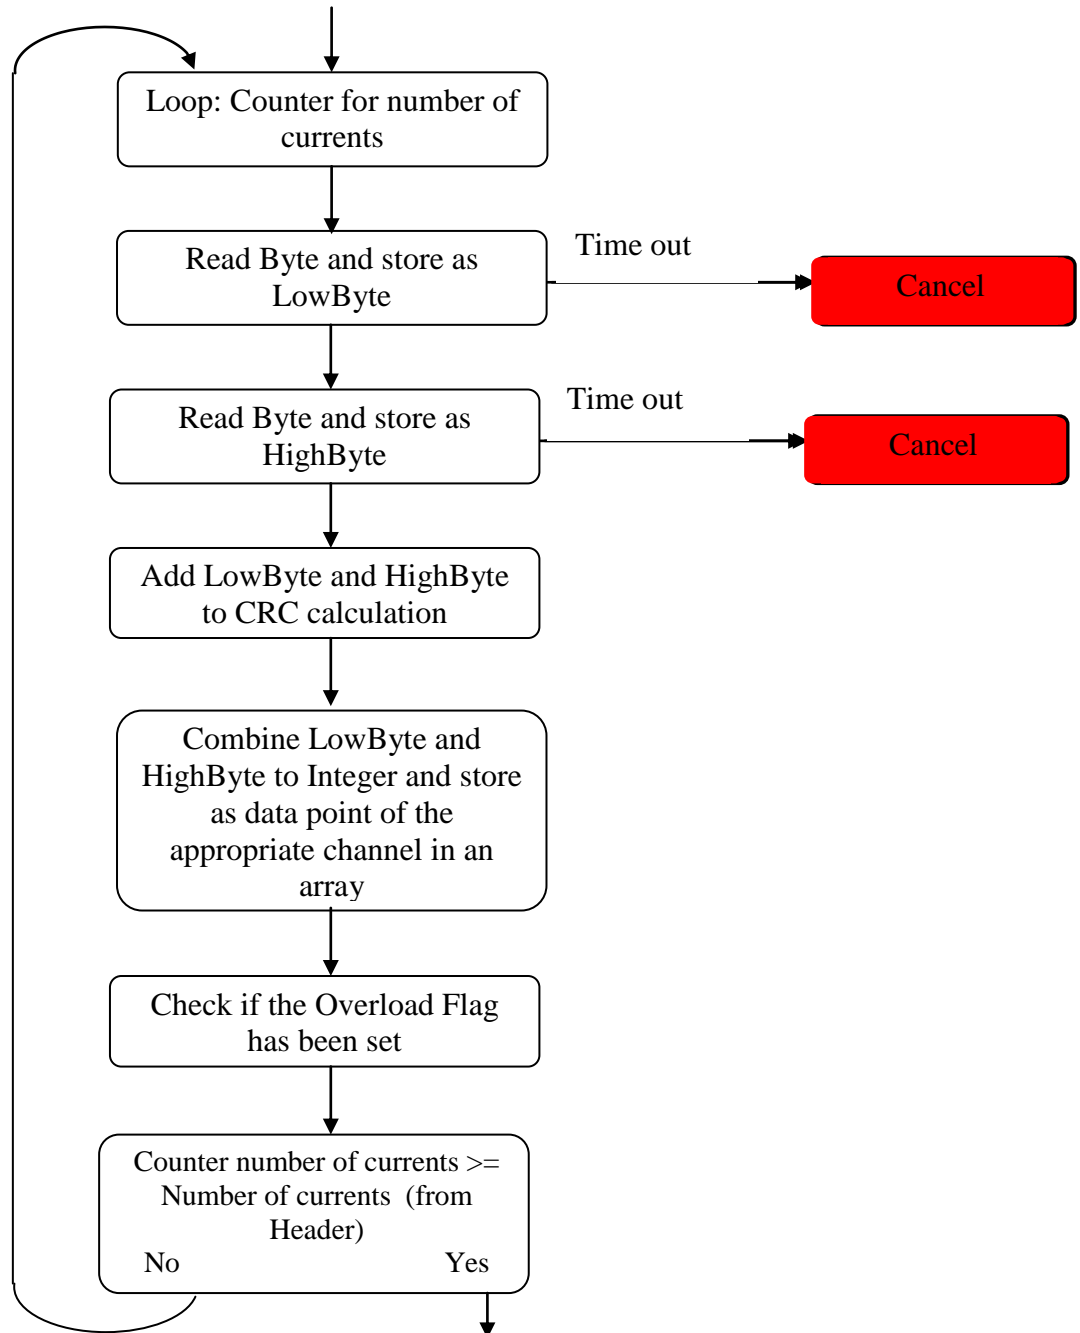 Loop: Counter for number of
currents
Read Byte and store as
LowByte
Time out
Cancel
Read Byte and store as
HighByte
Time out
Cancel
Add LowByte and HighByte
to CRC calculation
Combine LowByte and
HighByte to Integer and store
as data point of the
appropriate channel in an
array
Check if the Overload Flag
has been set
Counter number of currents >=
Number of currents (from
Header)
No Yes